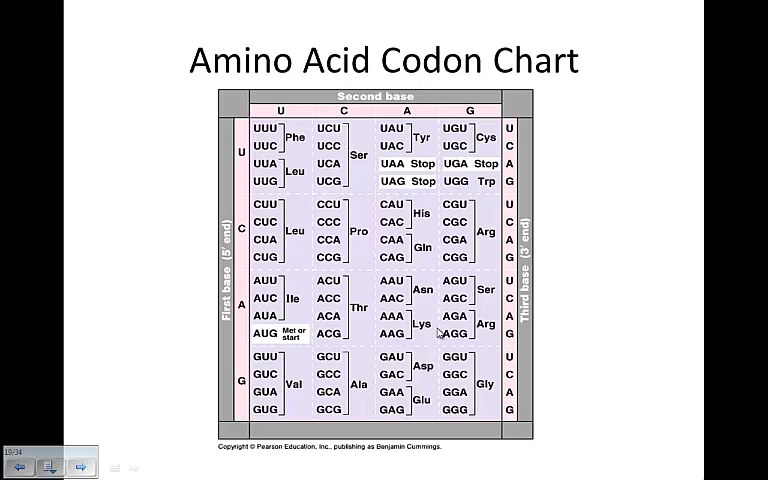 Amino Acid Codon Chart
Second base
U C A G
First base (5' end)
Third base (3' end)
U
UUU UUC Phe
UUA UUG Leu
UCU UCC UCA UCG Ser
UAU UAC Tyr
UAA Stop
UAG Stop
UGU UGC Cys
UGA Stop
UGG Trp
U C A G
C
CUU CUC CUA CUG Leu
CCU CCC CCA CCG Pro
CAU CAC His
CAA CAG Gln
CGU CGC CGA CGG Arg
U C A G
A
AUU AUC AUA Ile
AUG Met or start
ACU ACC ACA ACG Thr
AAU AAC Asn
AAA AAG Lys
AGU AGC Ser
AGA AGG Arg
U C A G
G
GUU GUC GUA GUG Val
GCU GCC GCA GCG Ala
GAU GAC Asp
GAA GAG Glu
GGU GGC GGA GGG Gly
U C A G
Copyright © Pearson Education, Inc., publishing as Benjamin Cummings.
19/34